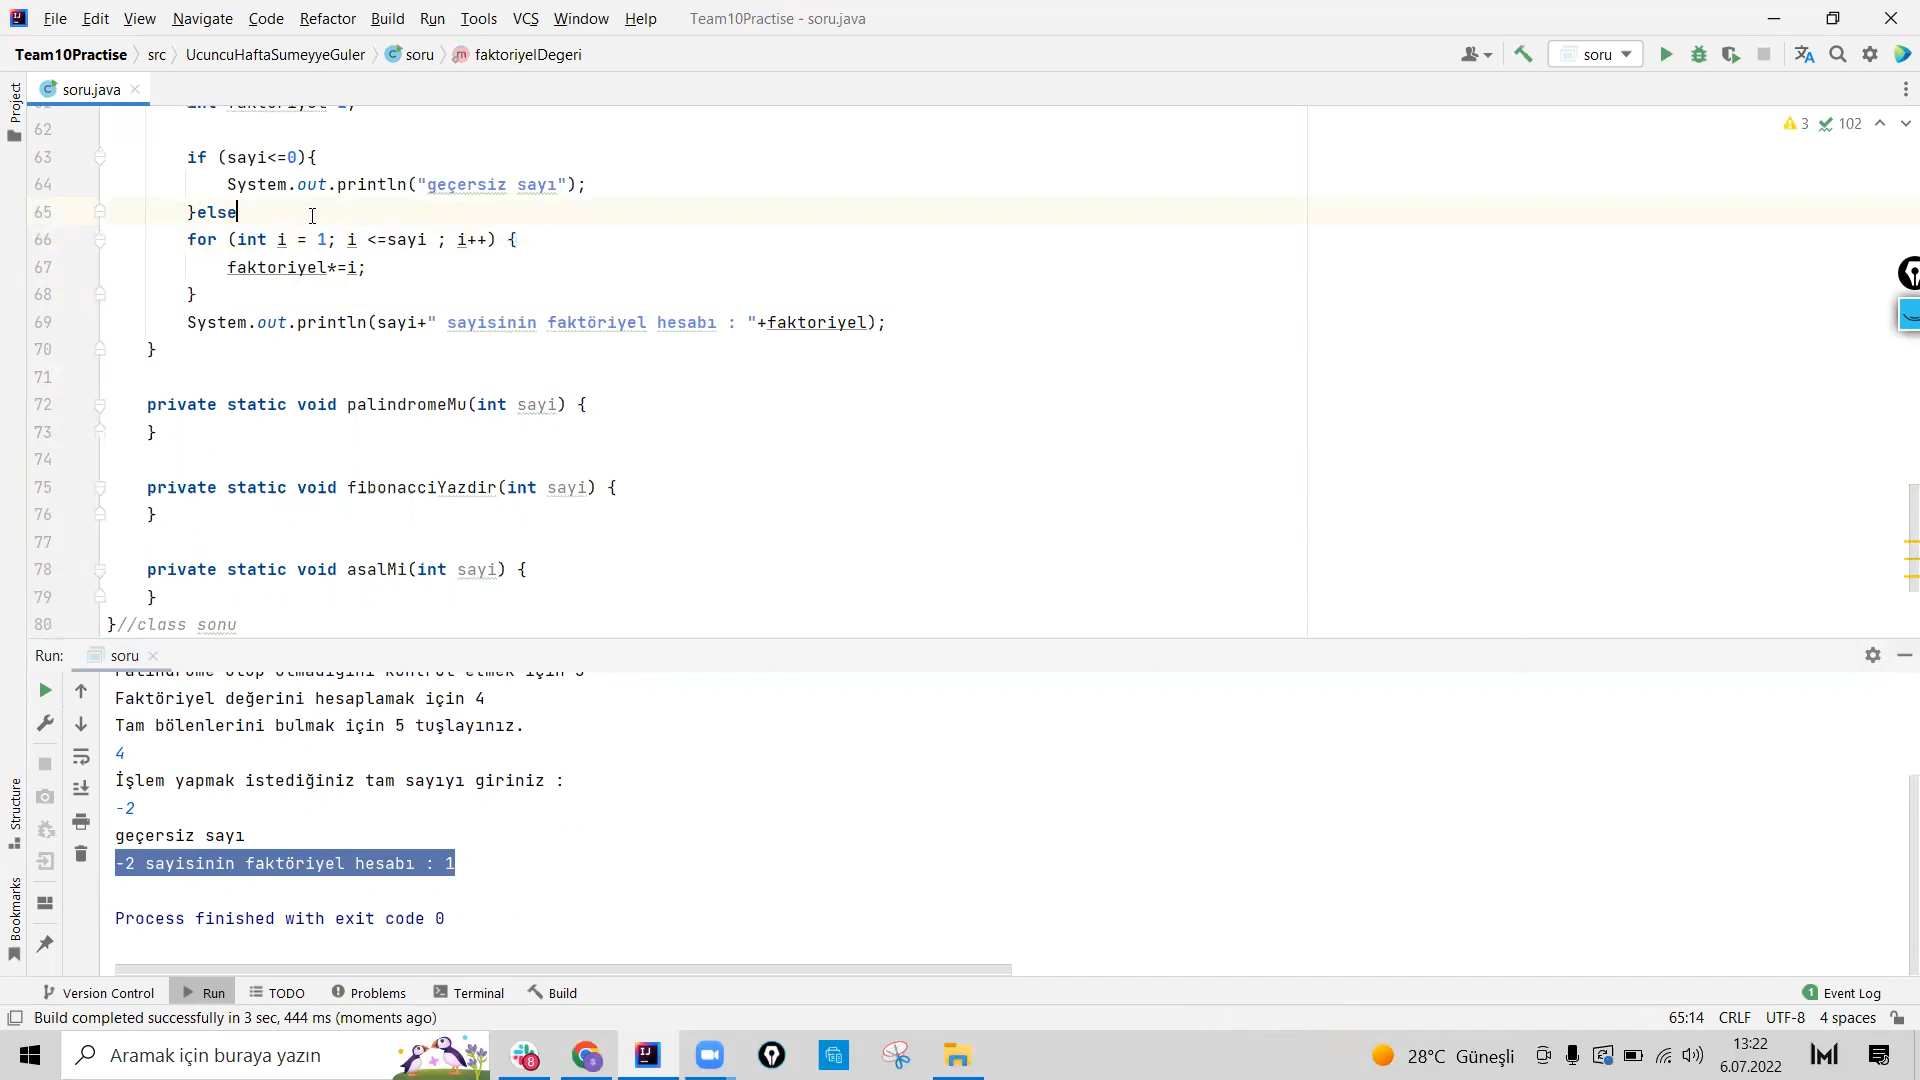 File Edit View Navigate Code Refactor Build Run Tools VCS Window Help Team10Practise - soru.java
Team10Practise src UcuncuHaftaSumeyyeGuler soru faktoriyelDegeri soru
Project
soru.java
3 102
62
63 if (sayi<=0){
64 System.out.println("geçersiz sayı");
65 }else
66 for (int i = 1; i <=sayi ; i++) {
67 faktoriyel*=i;
68 }
69 System.out.println(sayi+" sayisinin faktöriyel hesabı : "+faktoriyel);
70 }
71
72 private static void palindromeMu(int sayi) {
73 }
74
75 private static void fibonacciYazdir(int sayi) {
76 }
77
78 private static void asalMi(int sayi) {
79 }
80 }//class sonu
Run: soru
Faktöriyel değerini hesaplamak için 4
Tam bölenlerini bulmak için 5 tuşlayınız.
4
İşlem yapmak istediğiniz tam sayıyı giriniz :
-2
geçersiz sayı
-2 sayisinin faktöriyel hesabı : 1
Process finished with exit code 0
Structure
Bookmarks
Version Control Run TODO Problems Terminal Build 1 Event Log
Build completed successfully in 3 sec, 444 ms (moments ago) 65:14 CRLF UTF-8 4 spaces
Aramak için buraya yazın 8 28°C Güneşli 13:22
6.07.2022